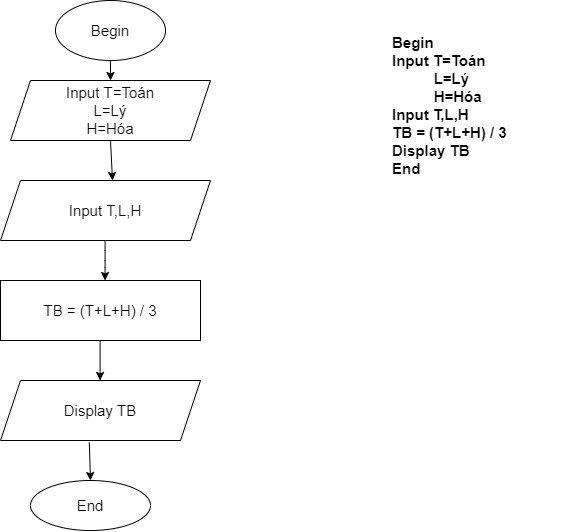 Begin
Input T=Toán
L=Lý
H=Hóa
Input T,L,H
TB = (T+L+H) / 3
Display TB
End
Begin
Input T=Toán
L=Lý
H=Hóa
Input T,L,H
TB = (T+L+H) / 3
Display TB
End